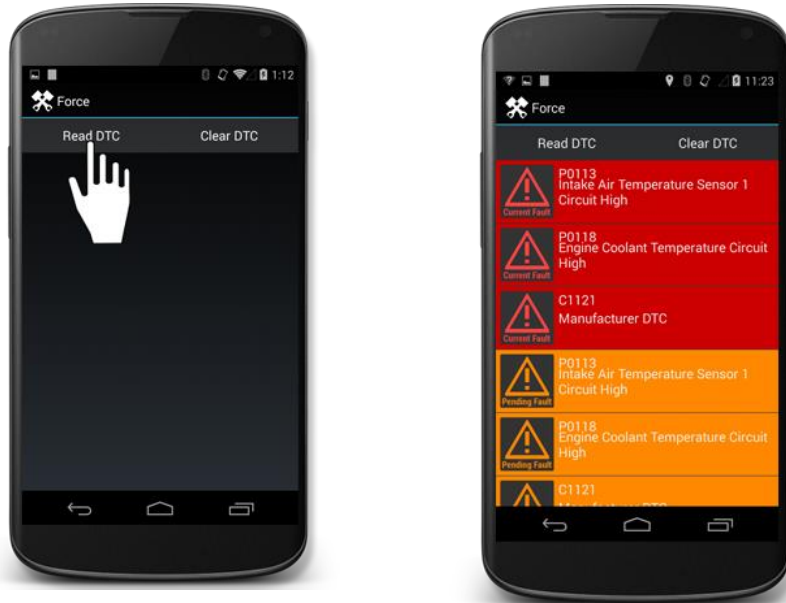 1:12
Force
Read DTC Clear DTC
11:23
Force
Read DTC Clear DTC
P0113
Intake Air Temperature Sensor 1
Circuit High
Current Fault
P0118
Engine Coolant Temperature Circuit
High
Current Fault
C1121
Manufacturer DTC
Current Fault
P0113
Intake Air Temperature Sensor 1
Circuit High
Pending Fault
P0118
Engine Coolant Temperature Circuit
High
Pending Fault
C1121
Manufacturer DTC